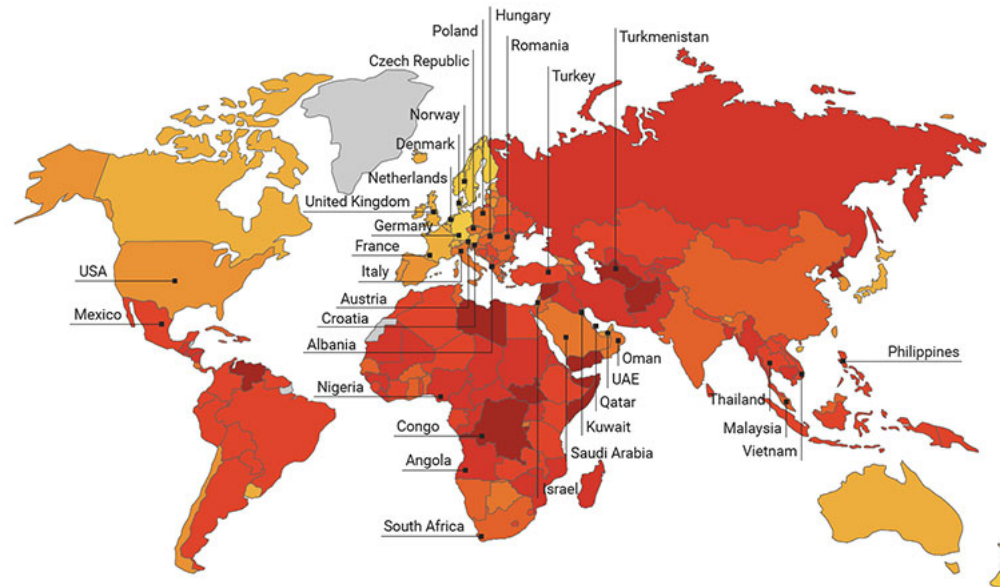 Hungary
Poland
Romania
Turkmenistan
Czech Republic
Turkey
Norway
Denmark
Netherlands
United Kingdom
Germany
France
Italy
USA
Austria
Mexico
Croatia
Albania
Philippines
Oman
UAE
Nigeria
Qatar
Thailand
Kuwait
Malaysia
Congo
Vietnam
Saudi Arabia
Angola
Israel
South Africa